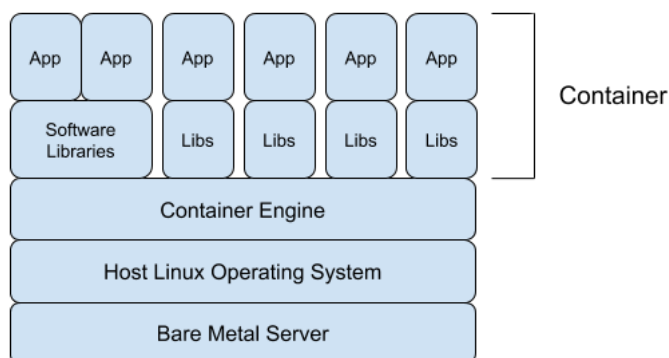 App App App App App App
Container
Software
Libraries
Libs Libs Libs Libs
Container Engine
Host Linux Operating System
Bare Metal Server